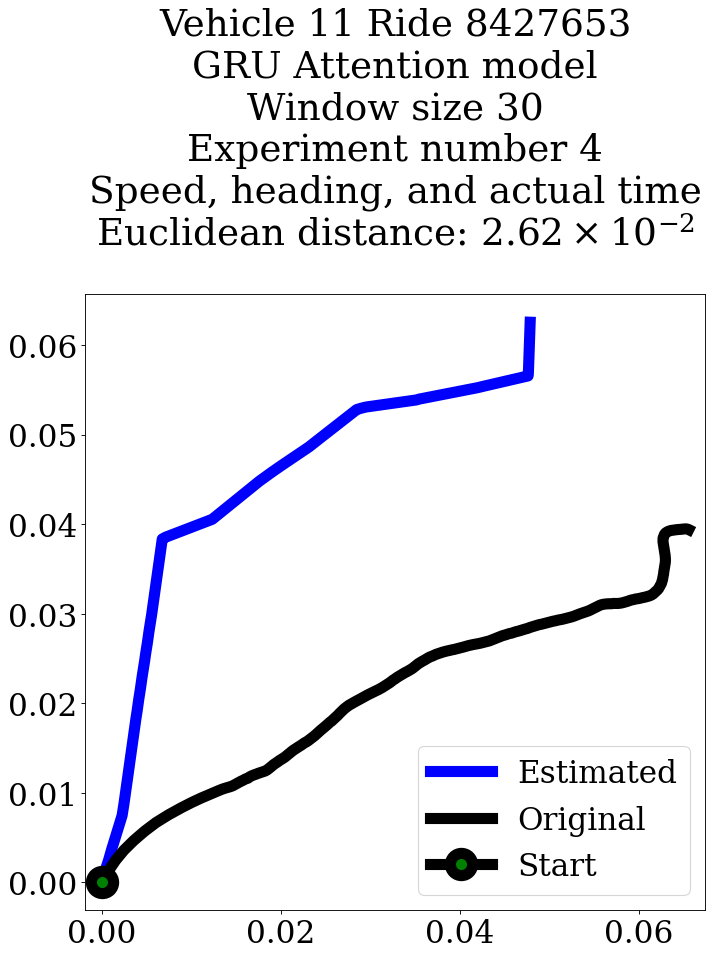 Vehicle 11 Ride 8427653
GRU Attention model
Window size 30
Experiment number 4
Speed, heading, and actual time
Euclidean distance: 2.62 × 10⁻²
0.06
0.05
0.04
0.03
0.02
0.01
0.00
Estimated
Original
Start
0.00 0.02 0.04 0.06